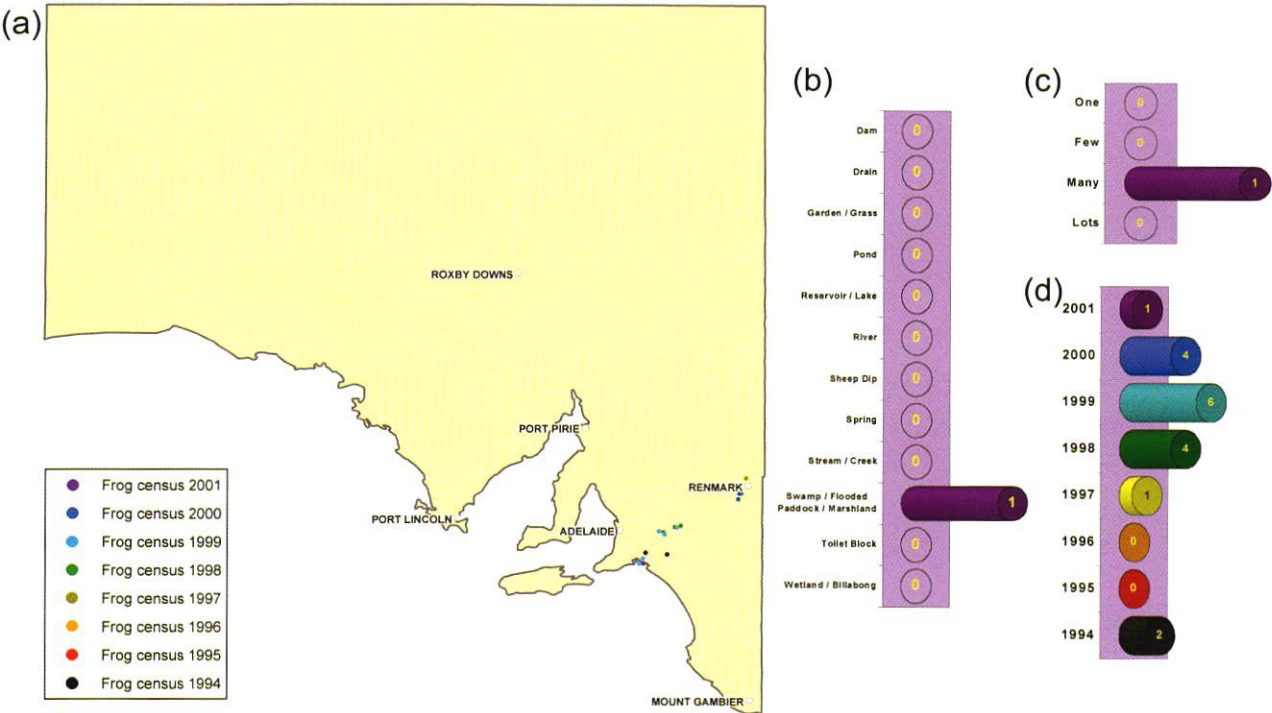 (a)
ROXBY DOWNS
PORT PIRIE
RENMARK
PORT LINCOLN
ADELAIDE
MOUNT GAMBIER
Frog census 2001
Frog census 2000
Frog census 1999
Frog census 1998
Frog census 1997
Frog census 1996
Frog census 1995
Frog census 1994
(b)
Dam 0
Drain 0
Garden / Grass 0
Pond 0
Reservoir / Lake 0
River 0
Sheep Dip 0
Spring 0
Stream / Creek 0
Swamp / Flooded
Paddock / Marshland 1
Toilet Block 0
Wetland / Billabong 0
(c)
One 0
Few 0
Many 1
Lots 0
(d)
2001 1
2000 4
1999 6
1998 4
1997 1
1996 0
1995 0
1994 2